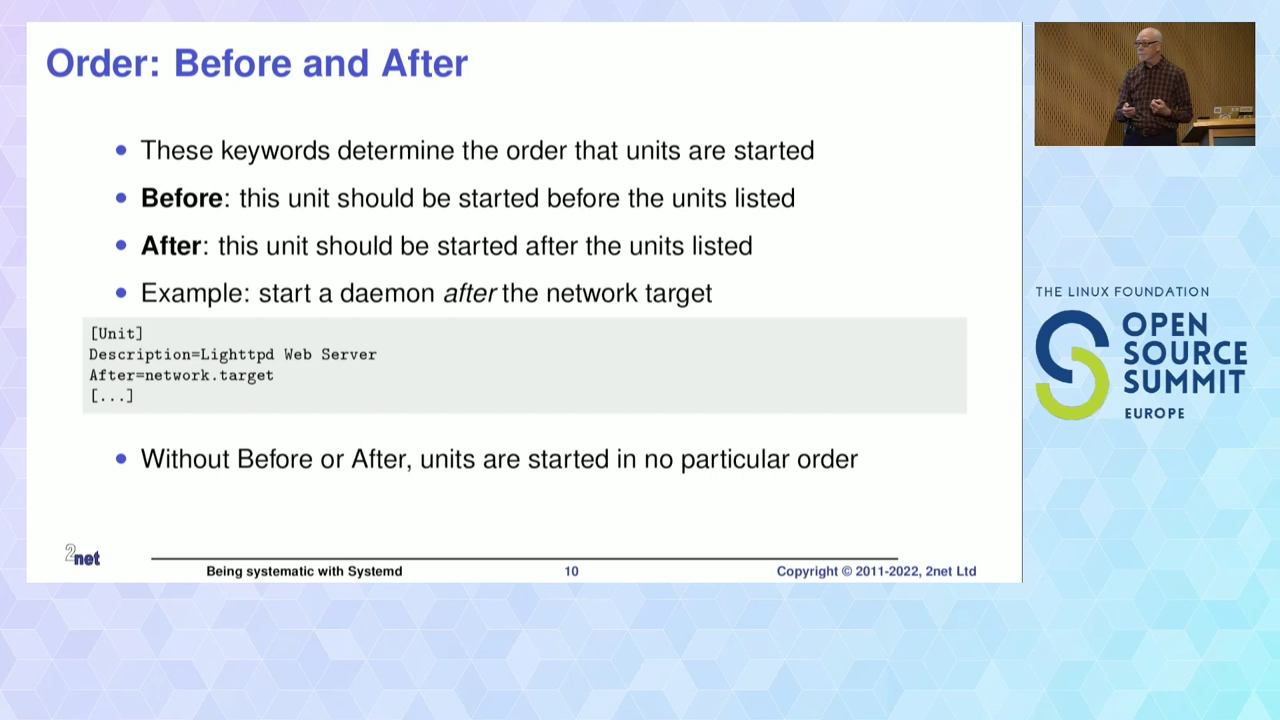 Order: Before and After
• These keywords determine the order that units are started
• Before: this unit should be started before the units listed
• After: this unit should be started after the units listed
• Example: start a daemon after the network target
[Unit]
Description=Lighttpd Web Server
After=network.target
[...]
• Without Before or After, units are started in no particular order
2net
Being systematic with Systemd
10
Copyright © 2011-2022, 2net Ltd
THE LINUX FOUNDATION
OPEN
SOURCE
SUMMIT
EUROPE